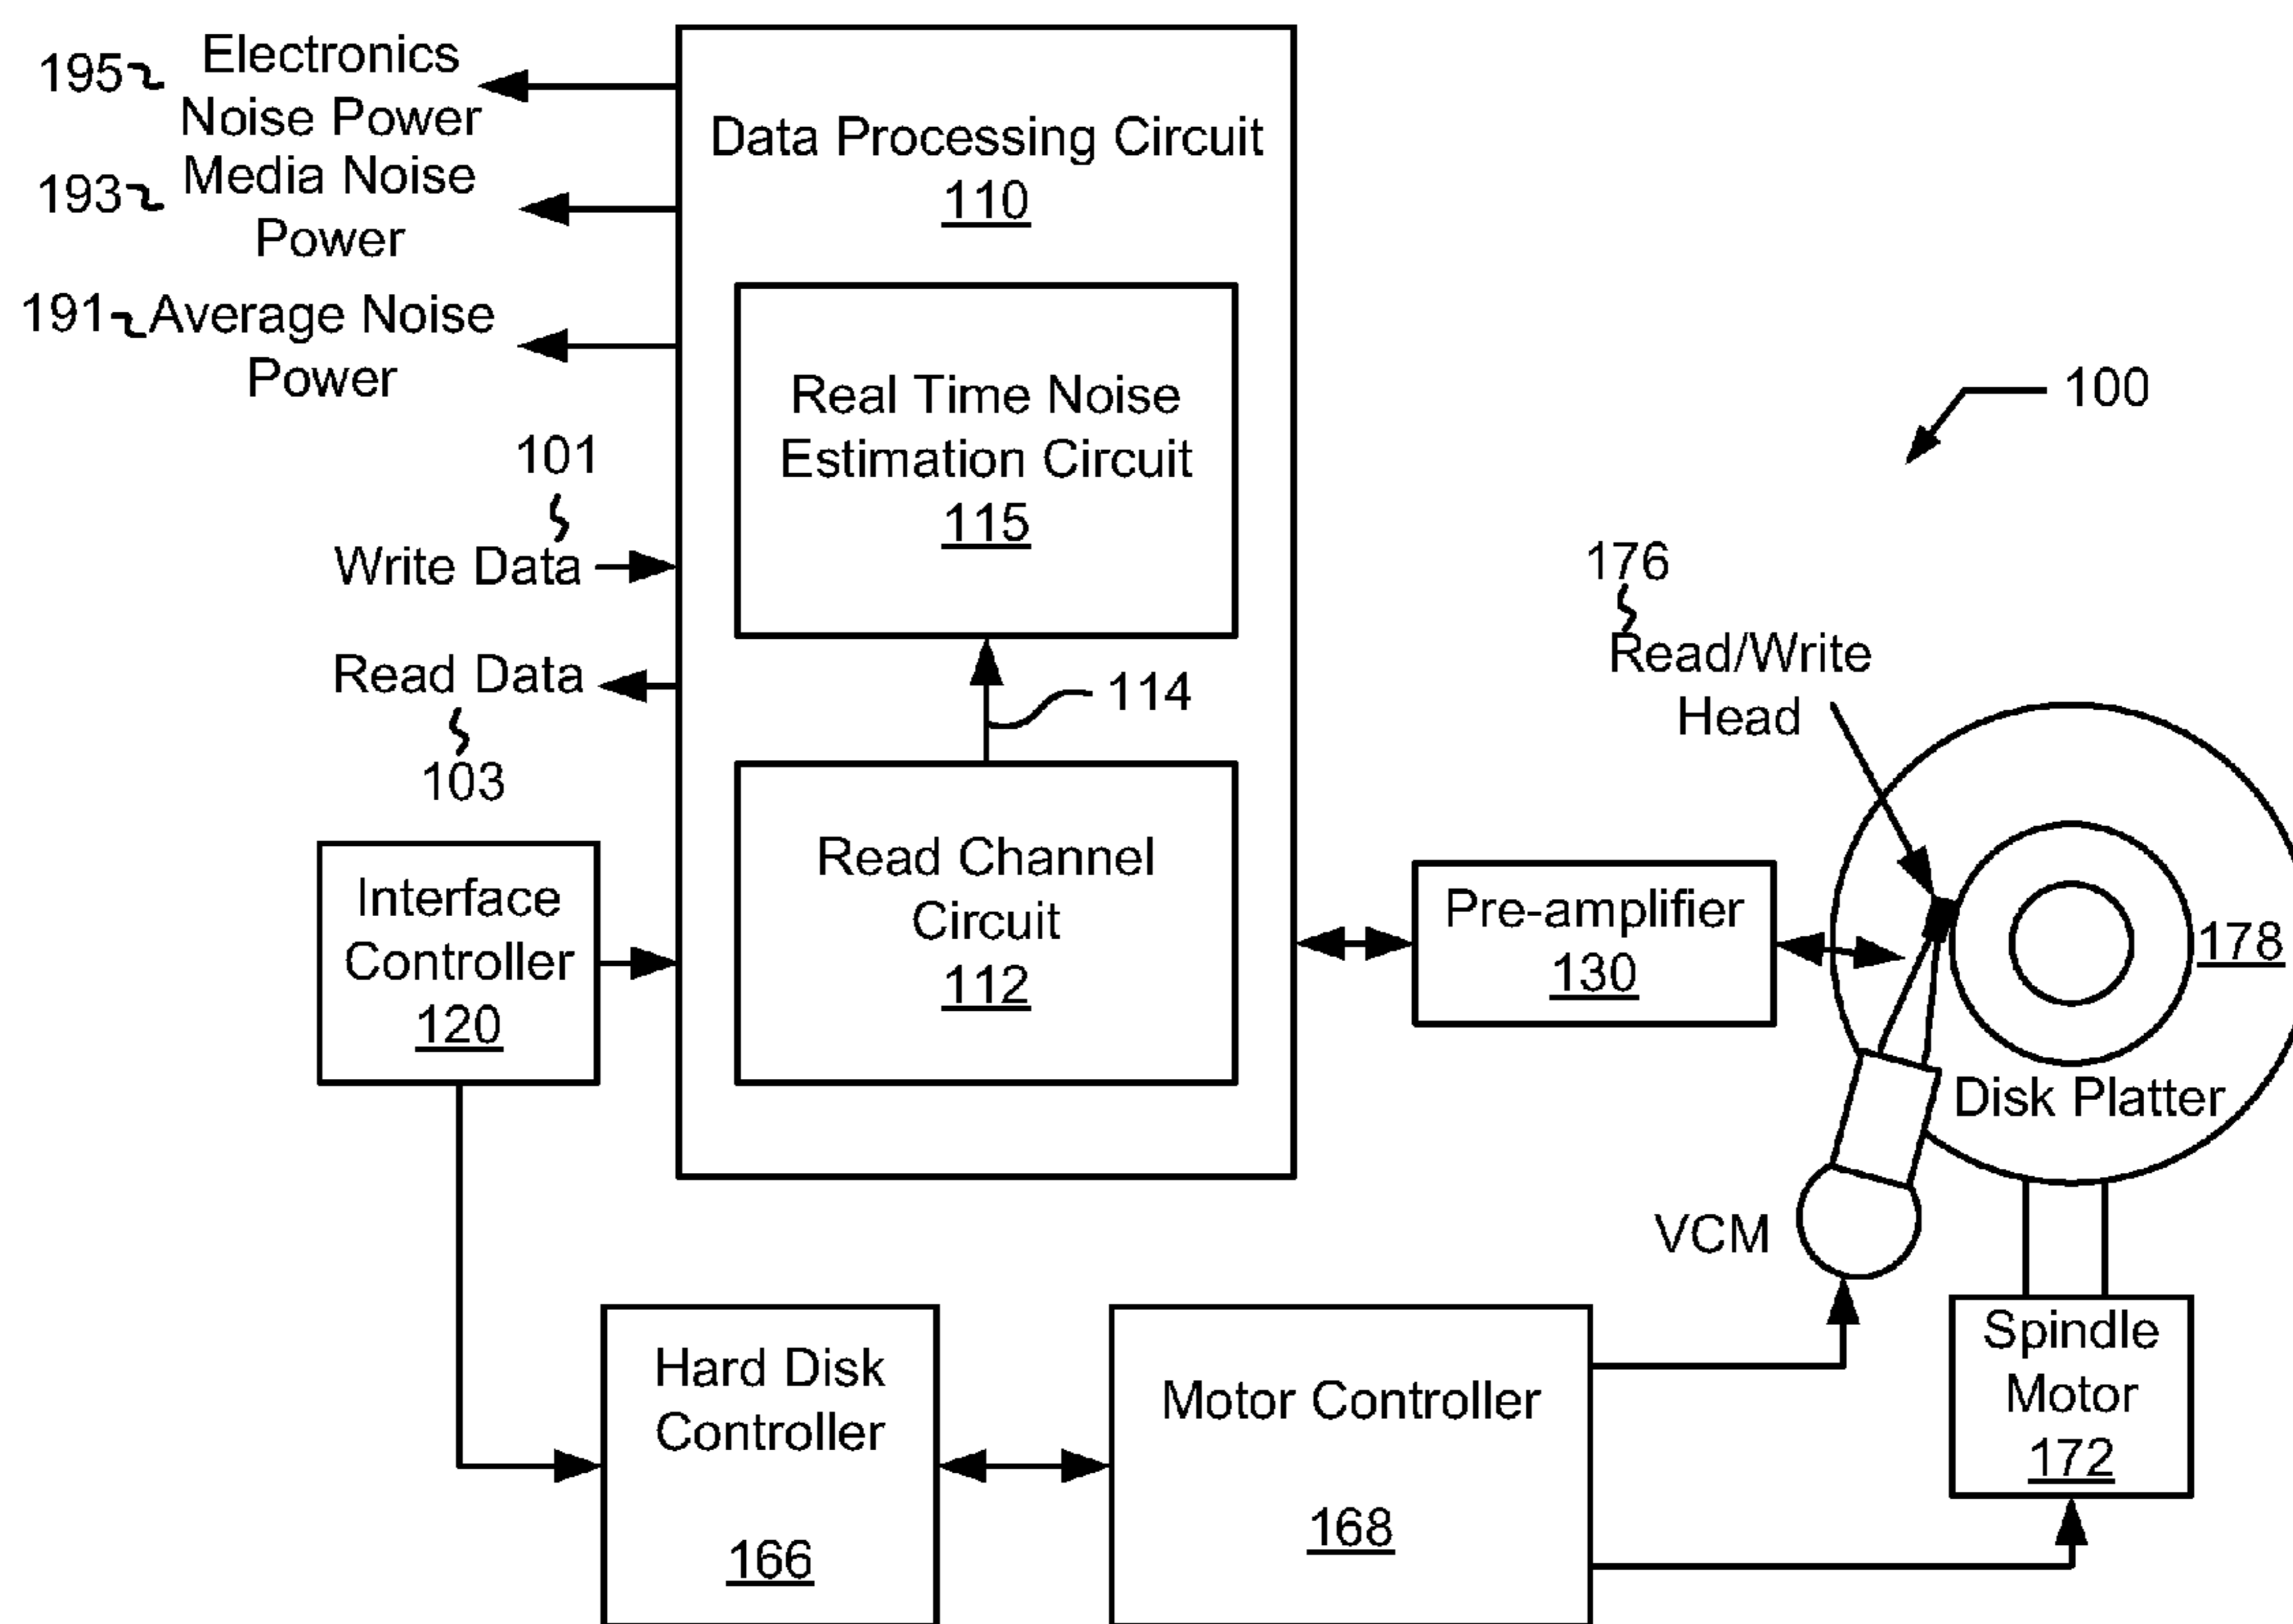 195
Electronics
Noise Power
193
Media Noise
Power
191
Average Noise
Power
101
Write Data
Read Data
103
Data Processing Circuit
110
Real Time Noise
Estimation Circuit
115
114
Read Channel
Circuit
112
Interface
Controller
120
Pre-amplifier
130
100
176
Read/Write
Head
178
Disk Platter
VCM
Spindle
Motor
172
Hard Disk
Controller
166
Motor Controller
168